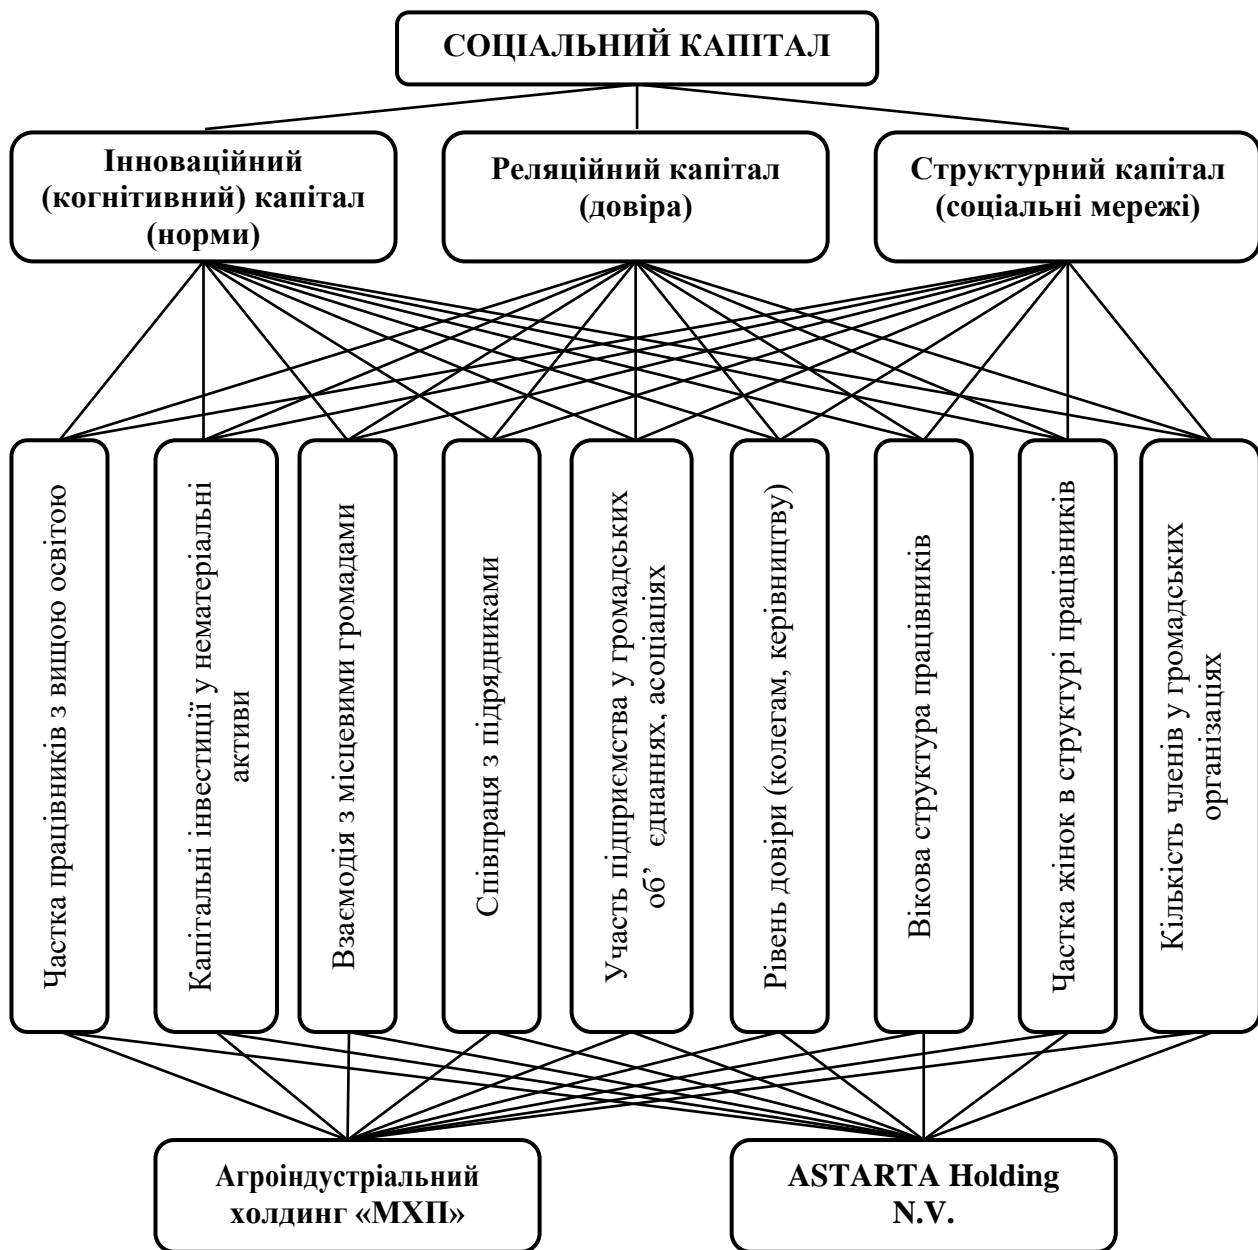 СОЦІАЛЬНИЙ КАПІТАЛ
Інноваційний
(когнітивний) капітал
(норми)
Реляційний капітал
(довіра)
Структурний капітал
(соціальні мережі)
Частка працівників з вищою освітою
Капітальні інвестиції у нематеріальні
активи
Взаємодія з місцевими громадами
Співпраця з підрядниками
Участь підприємства у громадських
об’ єднаннях, асоціаціях
Рівень довіри (колегам, керівництву)
Вікова структура працівників
Частка жінок в структурі працівників
Кількість членів у громадських
організаціях
Агроіндустріальний
холдинг «МХП»
ASTARTA Holding
N.V.